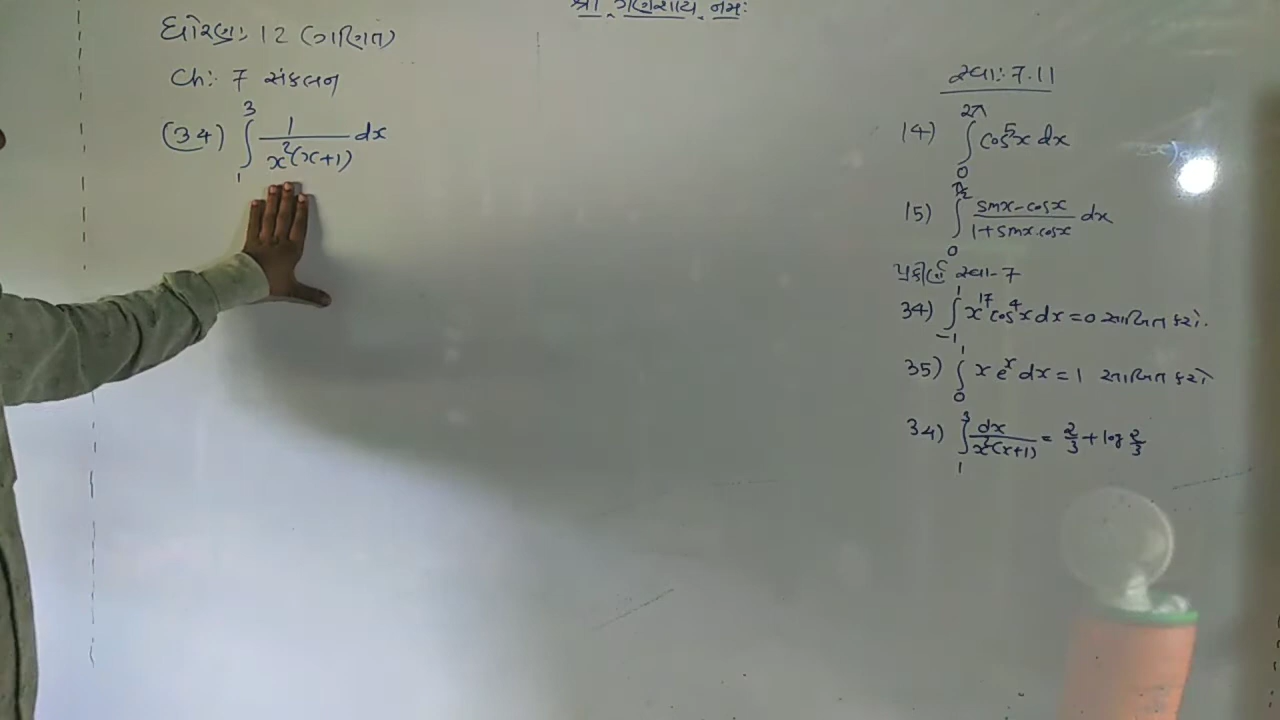 શ્રી ગણેશાય નમઃ
ધોરણ: 12 (ગણિત)
Ch: 7 સંકલન
(34) ∫₁³ 1/(x²(x+1)) dx
સ્વા: 7.11
14) ∫₀^{2π} cos⁵x dx
15) ∫₀^{π/2} (sinx-cosx)/(1+sinx.cosx) dx
પ્રકીર્ણ સ્વા-7
34) ∫₋₁¹ x¹⁷cos⁴x dx = 0 સાબિત કરો.
35) ∫₀¹ x eˣ dx = 1 સાબિત કરો
34) ∫₁³ dx/(x²(x+1)) = 2/3 + log 2/3